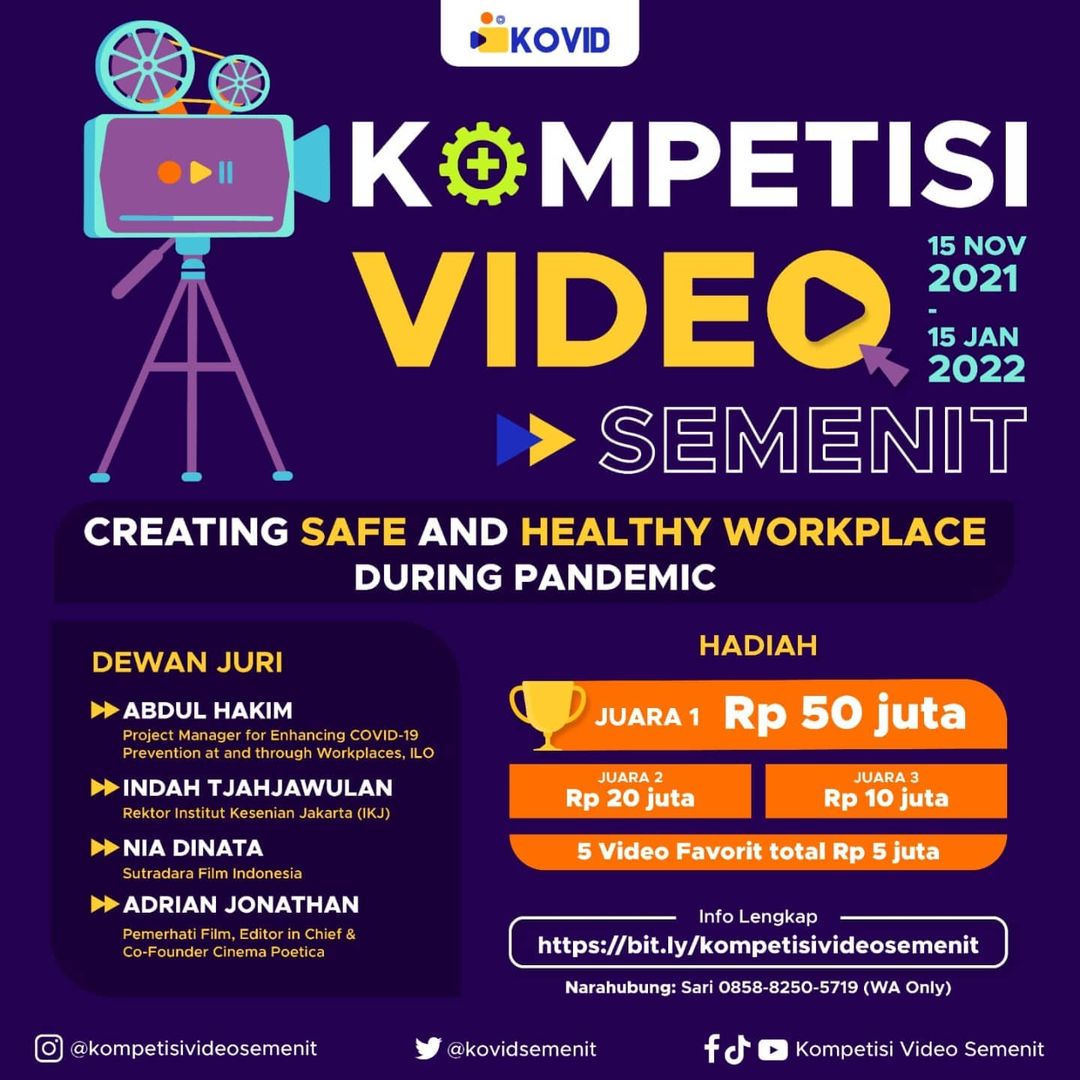 KOVID
KOMPETISI
VIDEO
15 NOV
2021
-
15 JAN
2022
SEMENIT
CREATING SAFE AND HEALTHY WORKPLACE
DURING PANDEMIC
DEWAN JURI
ABDUL HAKIM
Project Manager for Enhancing COVID-19
Prevention at and through Workplaces, ILO
INDAH TJAHJAWULAN
Rektor Institut Kesenian Jakarta (IKJ)
NIA DINATA
Sutradara Film Indonesia
ADRIAN JONATHAN
Pemerhati Film, Editor in Chief &
Co-Founder Cinema Poetica
HADIAH
JUARA 1 Rp 50 juta
JUARA 2
Rp 20 juta
JUARA 3
Rp 10 juta
5 Video Favorit total Rp 5 juta
Info Lengkap
https://bit.ly/kompetisivideosemenit
Narahubung: Sari 0858-8250-5719 (WA Only)
@kompetisivideosemenit
@kovidsemenit
Kompetisi Video Semenit